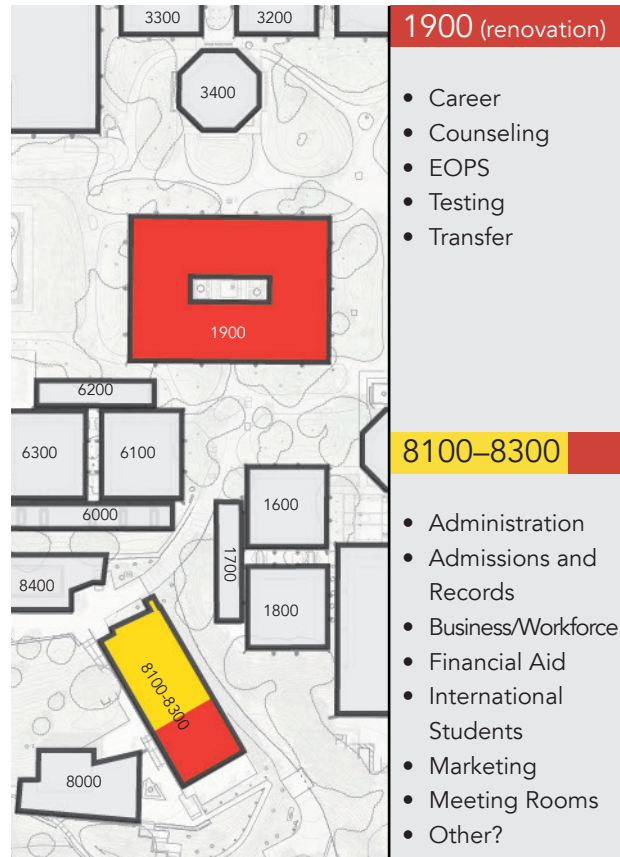 3300
3200
3400
1900
6200
6300
6100
6000
1600
1700
1800
8400
8100-8300
8000
1900 (renovation)
• Career
• Counseling
• EOPS
• Testing
• Transfer
8100–8300
• Administration
• Admissions and
Records
• Business/Workforce
• Financial Aid
• International
Students
• Marketing
• Meeting Rooms
• Other?